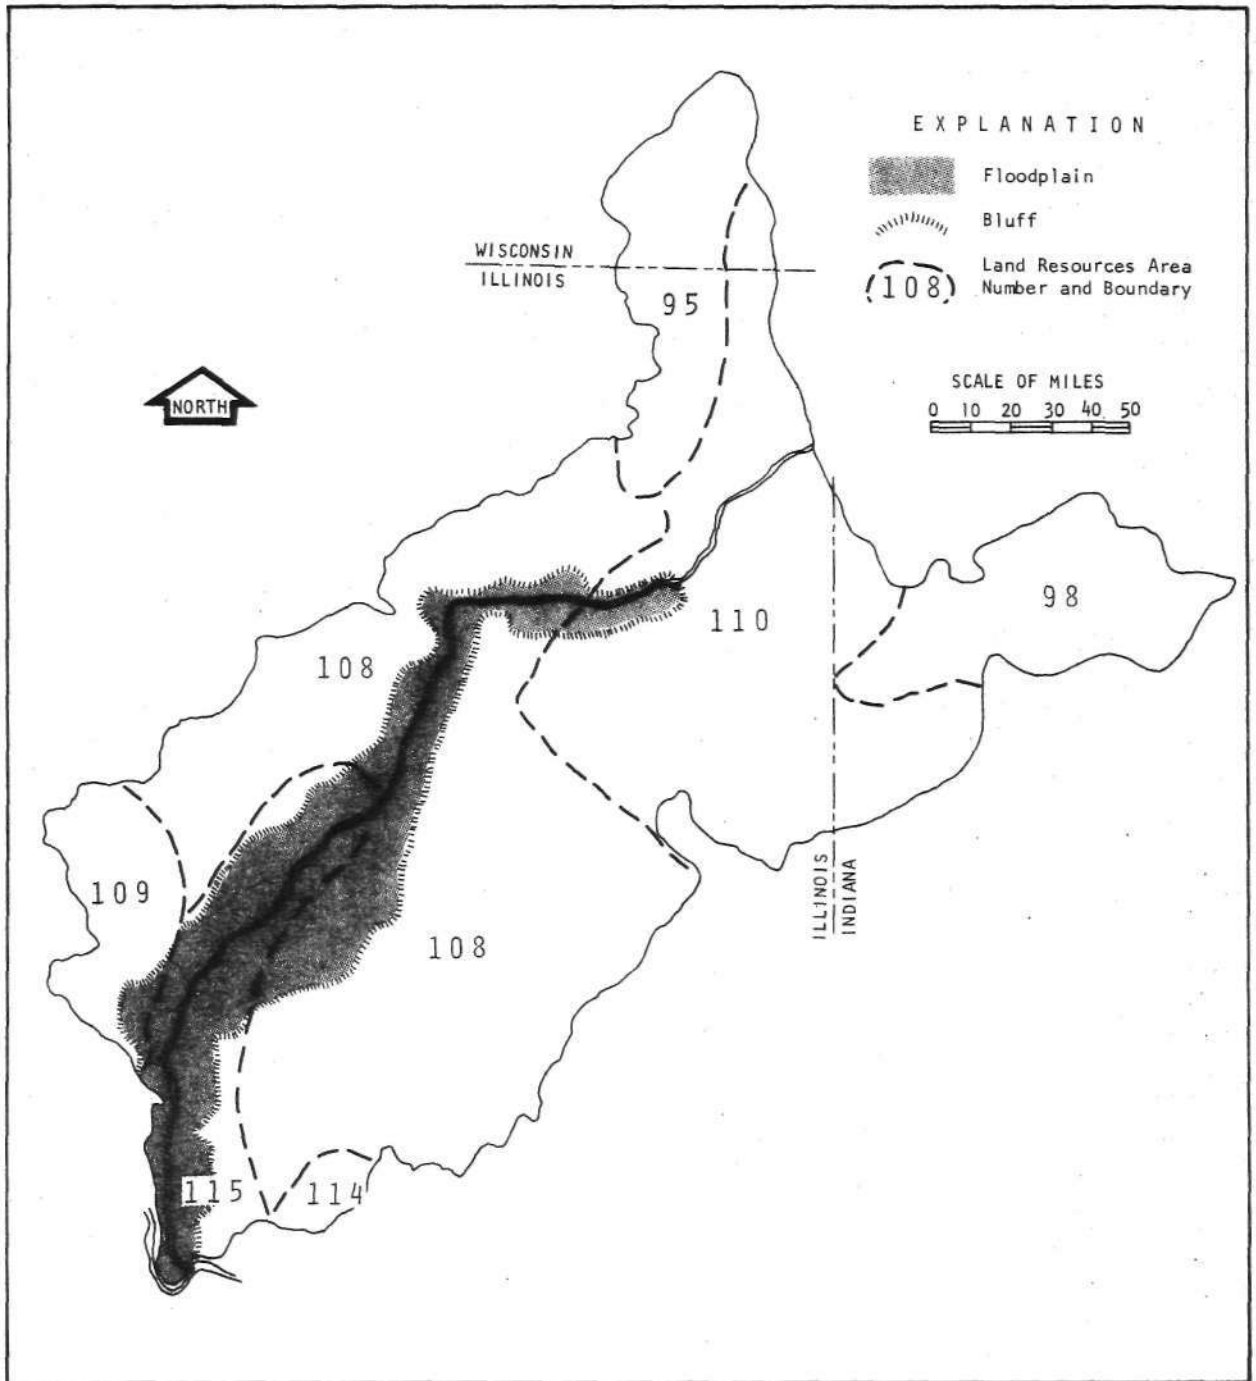 EXPLANATION
Floodplain
Bluff
108
Land Resources Area
Number and Boundary
WISCONSIN
ILLINOIS
95
NORTH
SCALE OF MILES
0 10 20 30 40 50
98
110
108
109
108
ILLINOIS
INDIANA
115
114